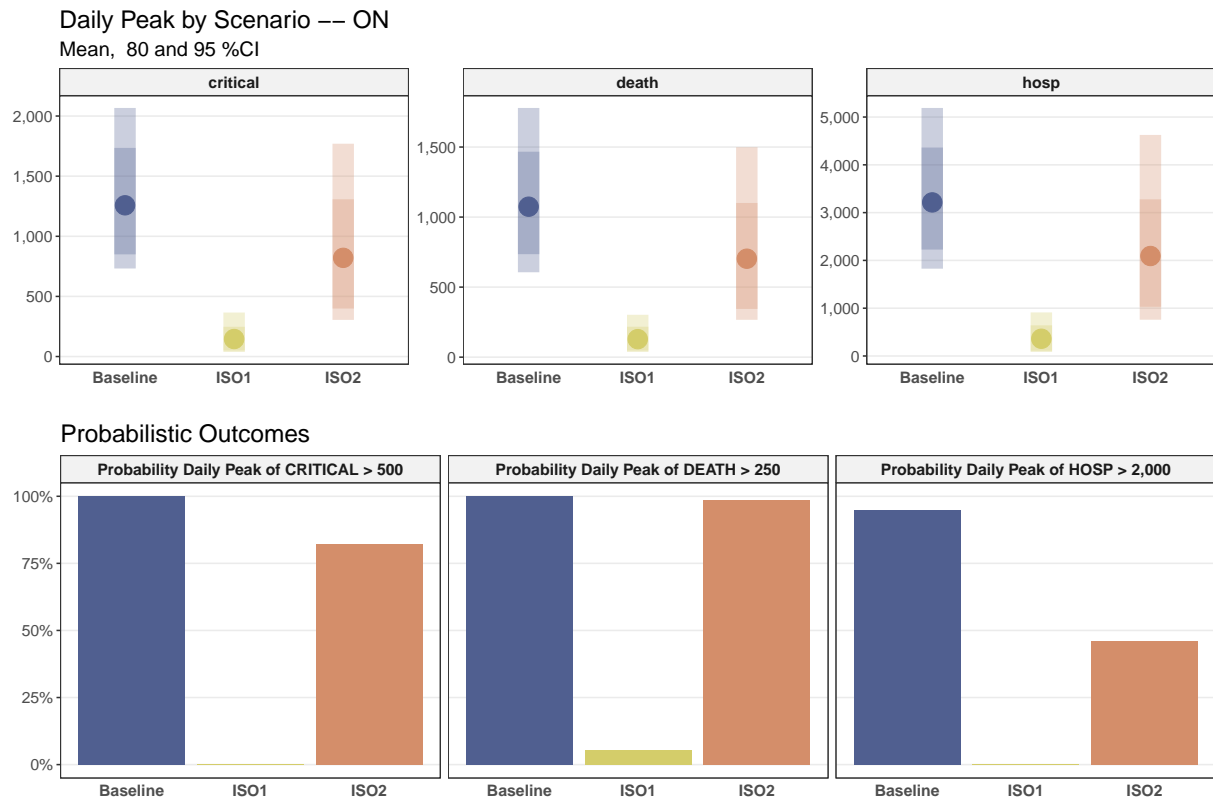 Daily Peak by Scenario −− ON
Mean,  80 and 95 %CI
critical
death
hosp
2,000
1,500
1,000
500
0
1,500
1,000
500
0
5,000
4,000
3,000
2,000
1,000
0
Baseline ISO1 ISO2
Baseline ISO1 ISO2
Baseline ISO1 ISO2
Probabilistic Outcomes
Probability Daily Peak of CRITICAL > 500
Probability Daily Peak of DEATH > 250
Probability Daily Peak of HOSP > 2,000
100%
75%
50%
25%
0%
Baseline ISO1 ISO2
Baseline ISO1 ISO2
Baseline ISO1 ISO2